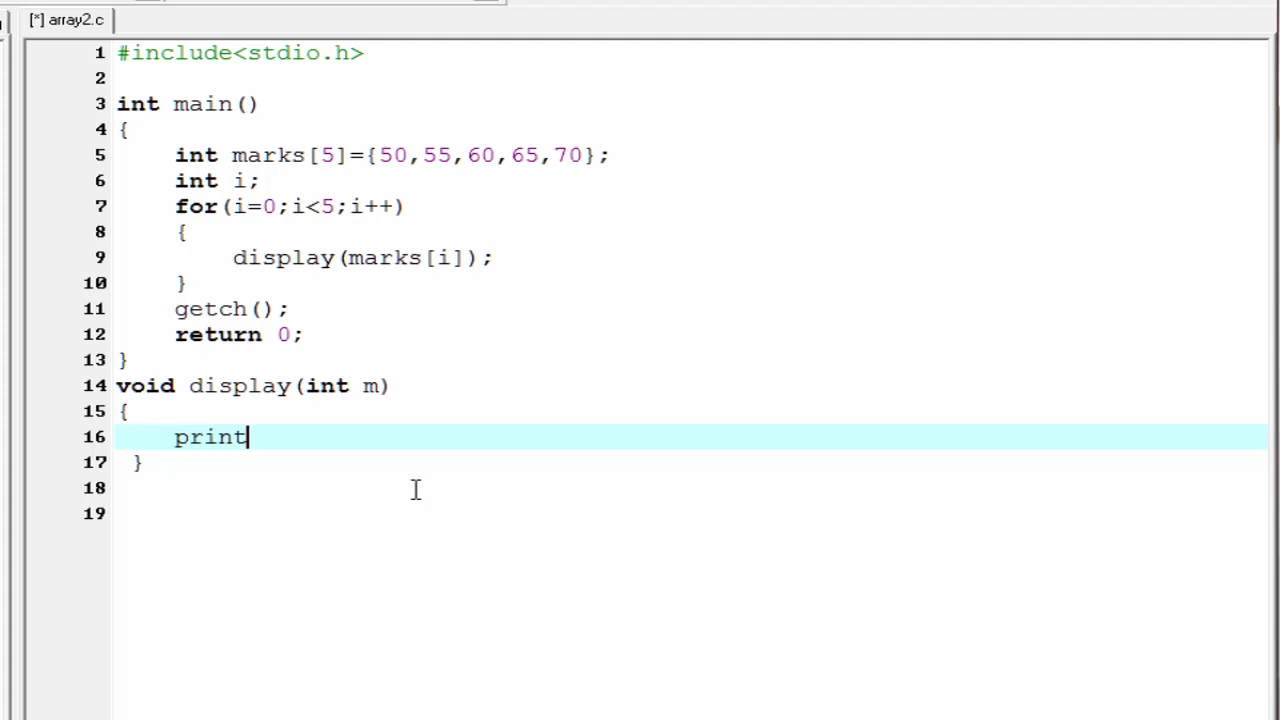 [*] array2.c
1 #include<stdio.h>
2
3 int main()
4 {
5 int marks[5]={50,55,60,65,70};
6 int i;
7 for(i=0;i<5;i++)
8 {
9 display(marks[i]);
10 }
11 getch();
12 return 0;
13 }
14 void display(int m)
15 {
16 print
17 }
18
19